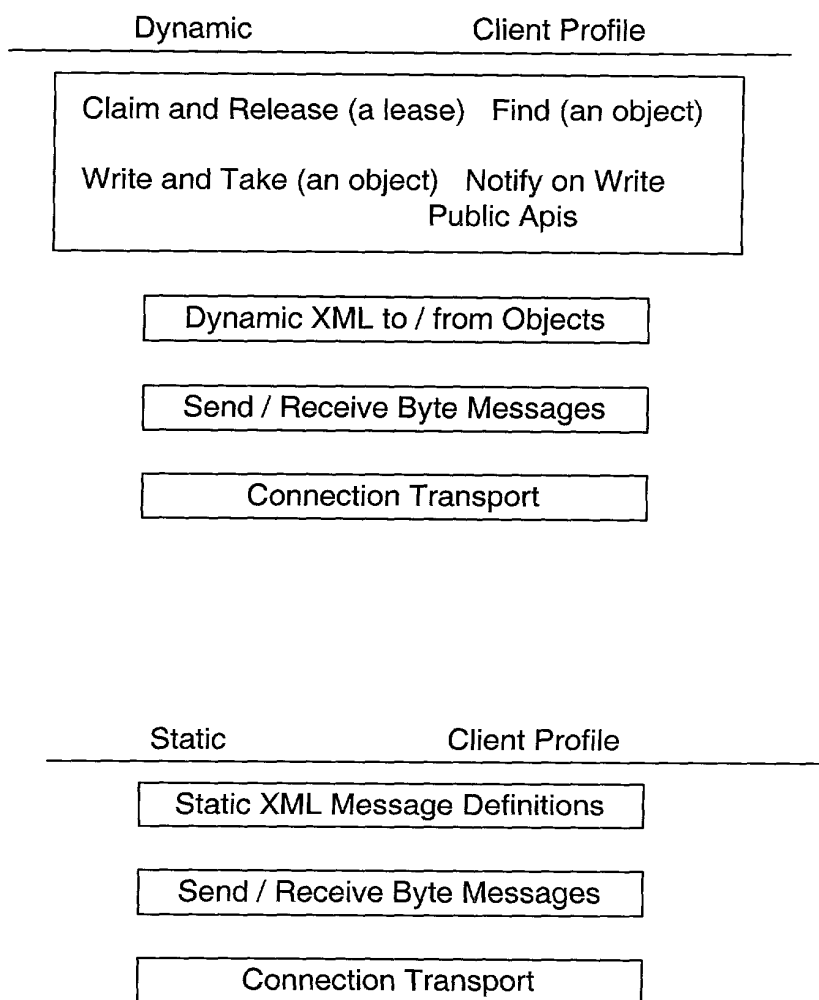 Dynamic Client Profile
Claim and Release (a lease) Find (an object)
Write and Take (an object) Notify on Write
Public Apis
Dynamic XML to / from Objects
Send / Receive Byte Messages
Connection Transport
Static Client Profile
Static XML Message Definitions
Send / Receive Byte Messages
Connection Transport